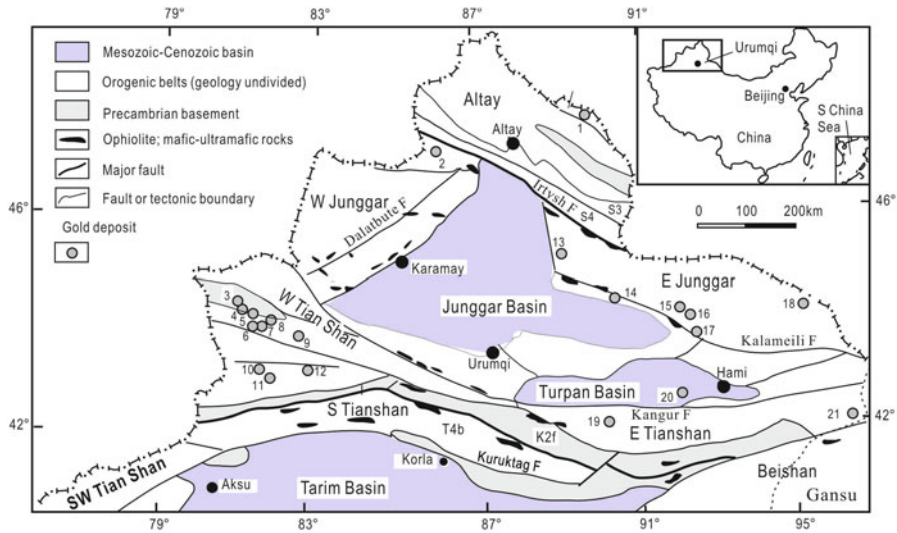 79°
83°
87°
91°
Mesozoic-Cenozoic basin
Orogenic belts (geology undivided)
Precambrian basement
Ophiolite; mafic-ultramafic rocks
Major fault
Fault or tectonic boundary
Gold deposit
Urumqi
Beijing
China
S China
Sea
0 100 200km
46°
46°
42°
42°
Altay
Altay
1
2
Irtysh F
S3
S4
W Junggar
Dalatbute F
Karamay
Junggar Basin
E Junggar
13
14
15
16
17
18
Kalameili F
W Tian Shan
3
4
5
6
7
8
9
10
11
12
Urumqi
Turpan Basin
Hami
20
Kangur F
19
21
E Tianshan
S Tianshan
T4b
K2f
Kuruktag F
Korla
SW Tian Shan
Aksu
Tarim Basin
Beishan
Gansu
79°
83°
87°
91°
95°